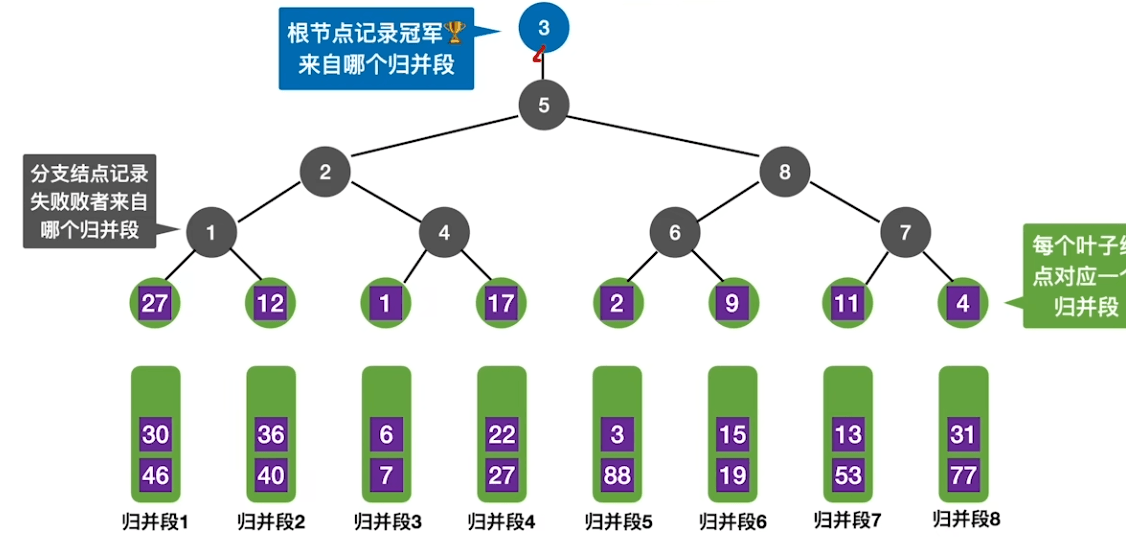 根节点记录冠军🏆
来自哪个归并段
3
5
2
8
分支结点记录
失败败者来自
哪个归并段
1
4
6
7
每个叶子结
点对应一个
归并段
27
12
1
17
2
9
11
4
30
36
6
22
3
15
13
31
46
40
7
27
88
19
53
77
归并段1
归并段2
归并段3
归并段4
归并段5
归并段6
归并段7
归并段8